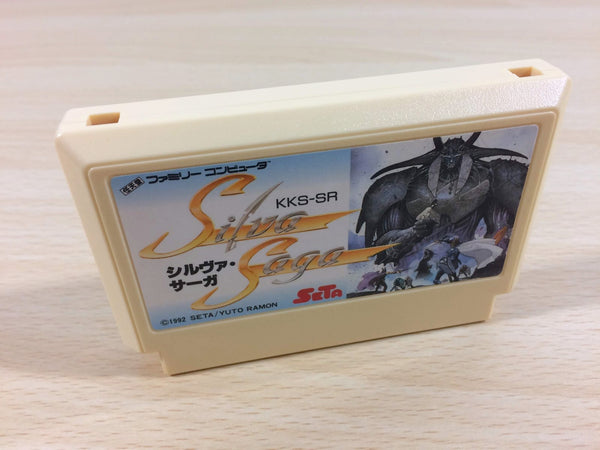 ファミリー コンピュータ
KKS-SR
Silva
Saga
シルヴァ・
サーガ
SETA
©1992 SETA/YUTO RAMON